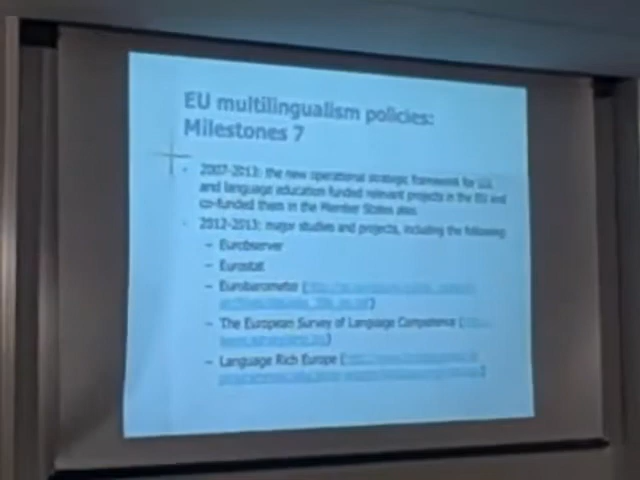 EU multilingualism policies:
Milestones 7
2007-2013: the new operational strategic framework for
and language education funded relevant projects in the EU and
co-funded them in the Member States also
2012-2013: major studies and projects, including the following:
– Eurobserver
– Eurostat
– Eurobarometer (
– The European Survey of Language Competence (
– Language Rich Europe (